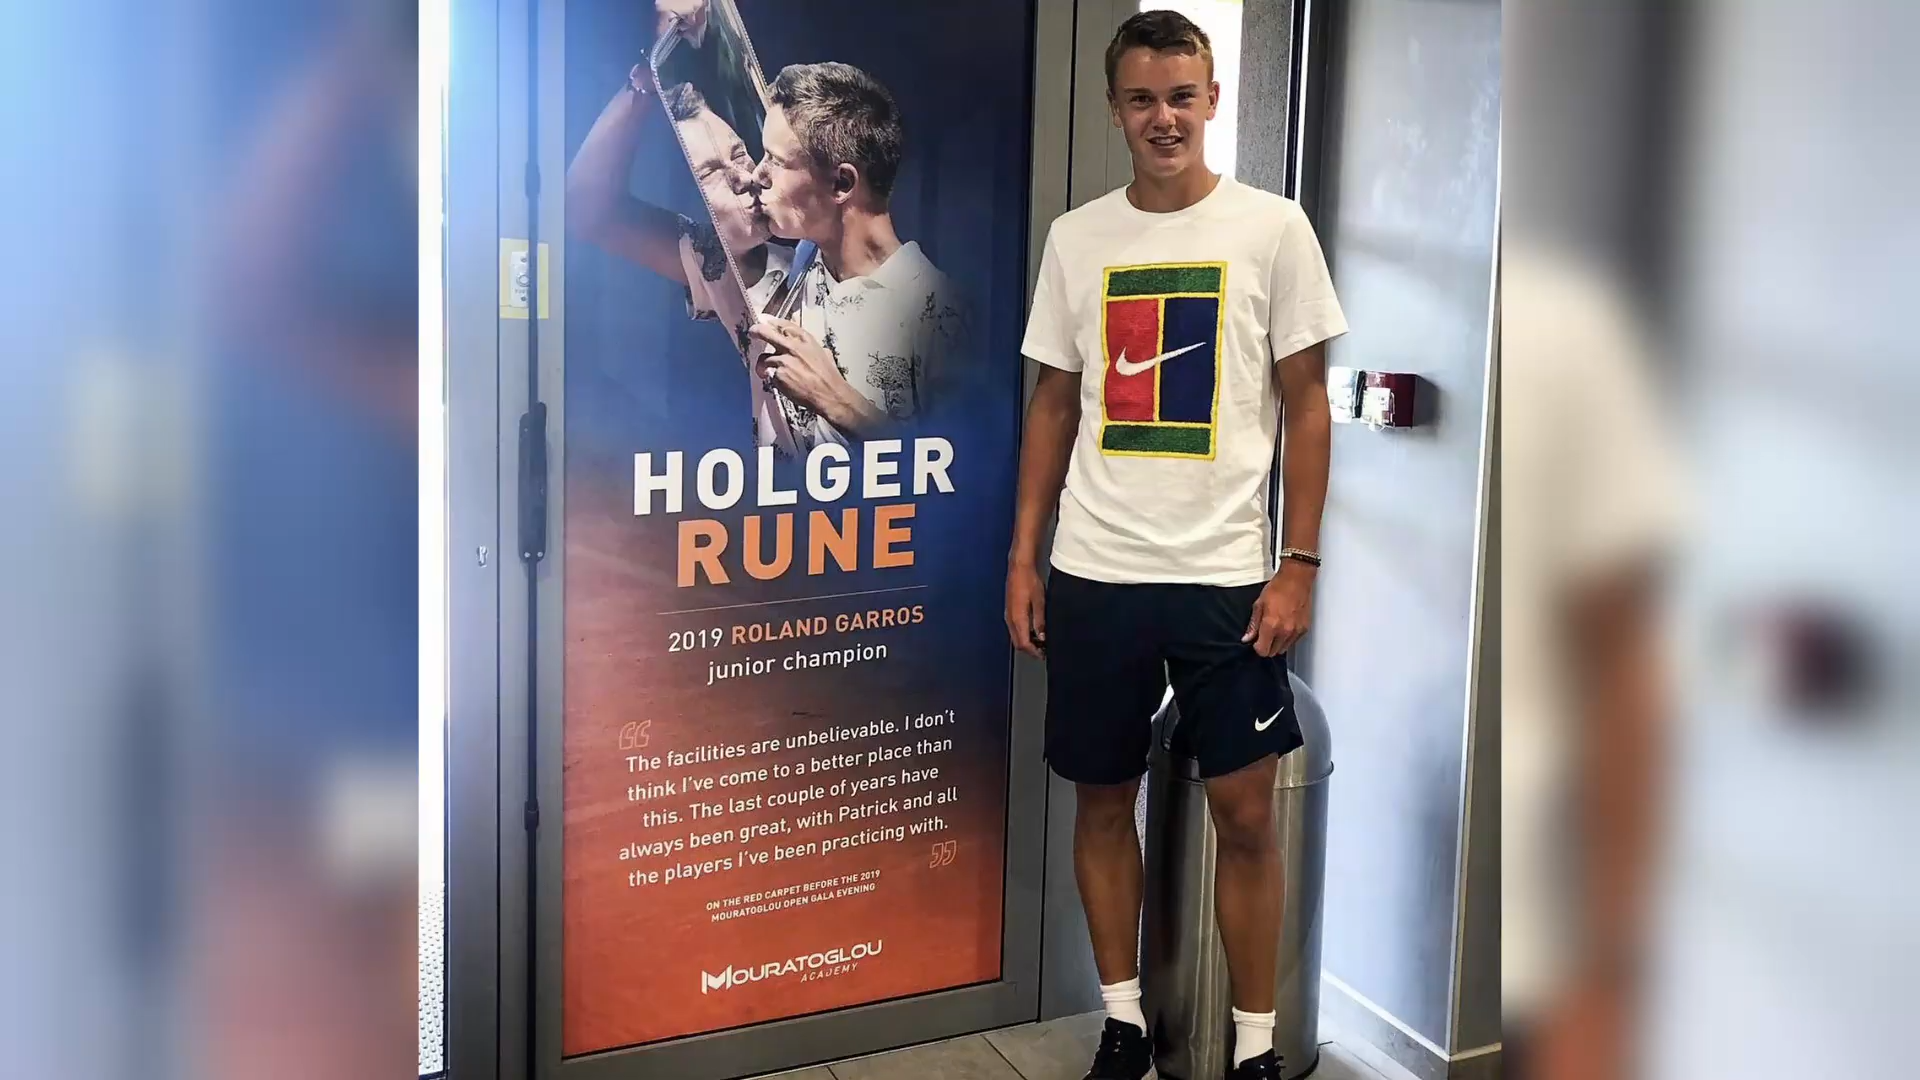 HOLGER
RUNE
2019 ROLAND GARROS
junior champion
The facilities are unbelievable. I don't
think I've come to a better place than
this. The last couple of years have
always been great, with Patrick and all
the players I've been practicing with.
ON THE RED CARPET BEFORE THE 2019
MOURATOGLOU OPEN GALA EVENING
MOURATOGLOU
ACADEMY